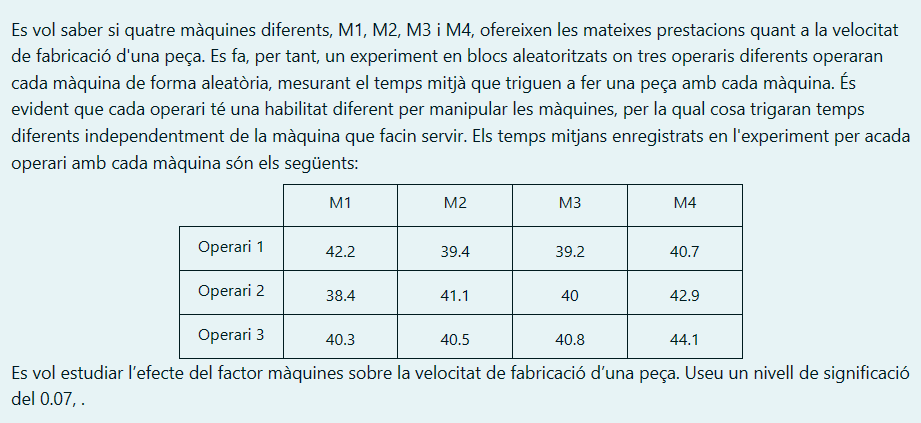 Es vol saber si quatre màquines diferents, M1, M2, M3 i M4, ofereixen les mateixes prestacions quant a la velocitat
de fabricació d'una peça. Es fa, per tant, un experiment en blocs aleatoritzats on tres operaris diferents operaran
cada màquina de forma aleatòria, mesurant el temps mitjà que triguen a fer una peça amb cada màquina. És
evident que cada operari té una habilitat diferent per manipular les màquines, per la qual cosa trigaran temps
diferents independentment de la màquina que facin servir. Els temps mitjans enregistrats en l'experiment per acada
operari amb cada màquina són els següents:
M1 M2 M3 M4
Operari 1 42.2 39.4 39.2 40.7
Operari 2 38.4 41.1 40 42.9
Operari 3 40.3 40.5 40.8 44.1
Es vol estudiar l’efecte del factor màquines sobre la velocitat de fabricació d’una peça. Useu un nivell de significació
del 0.07, .